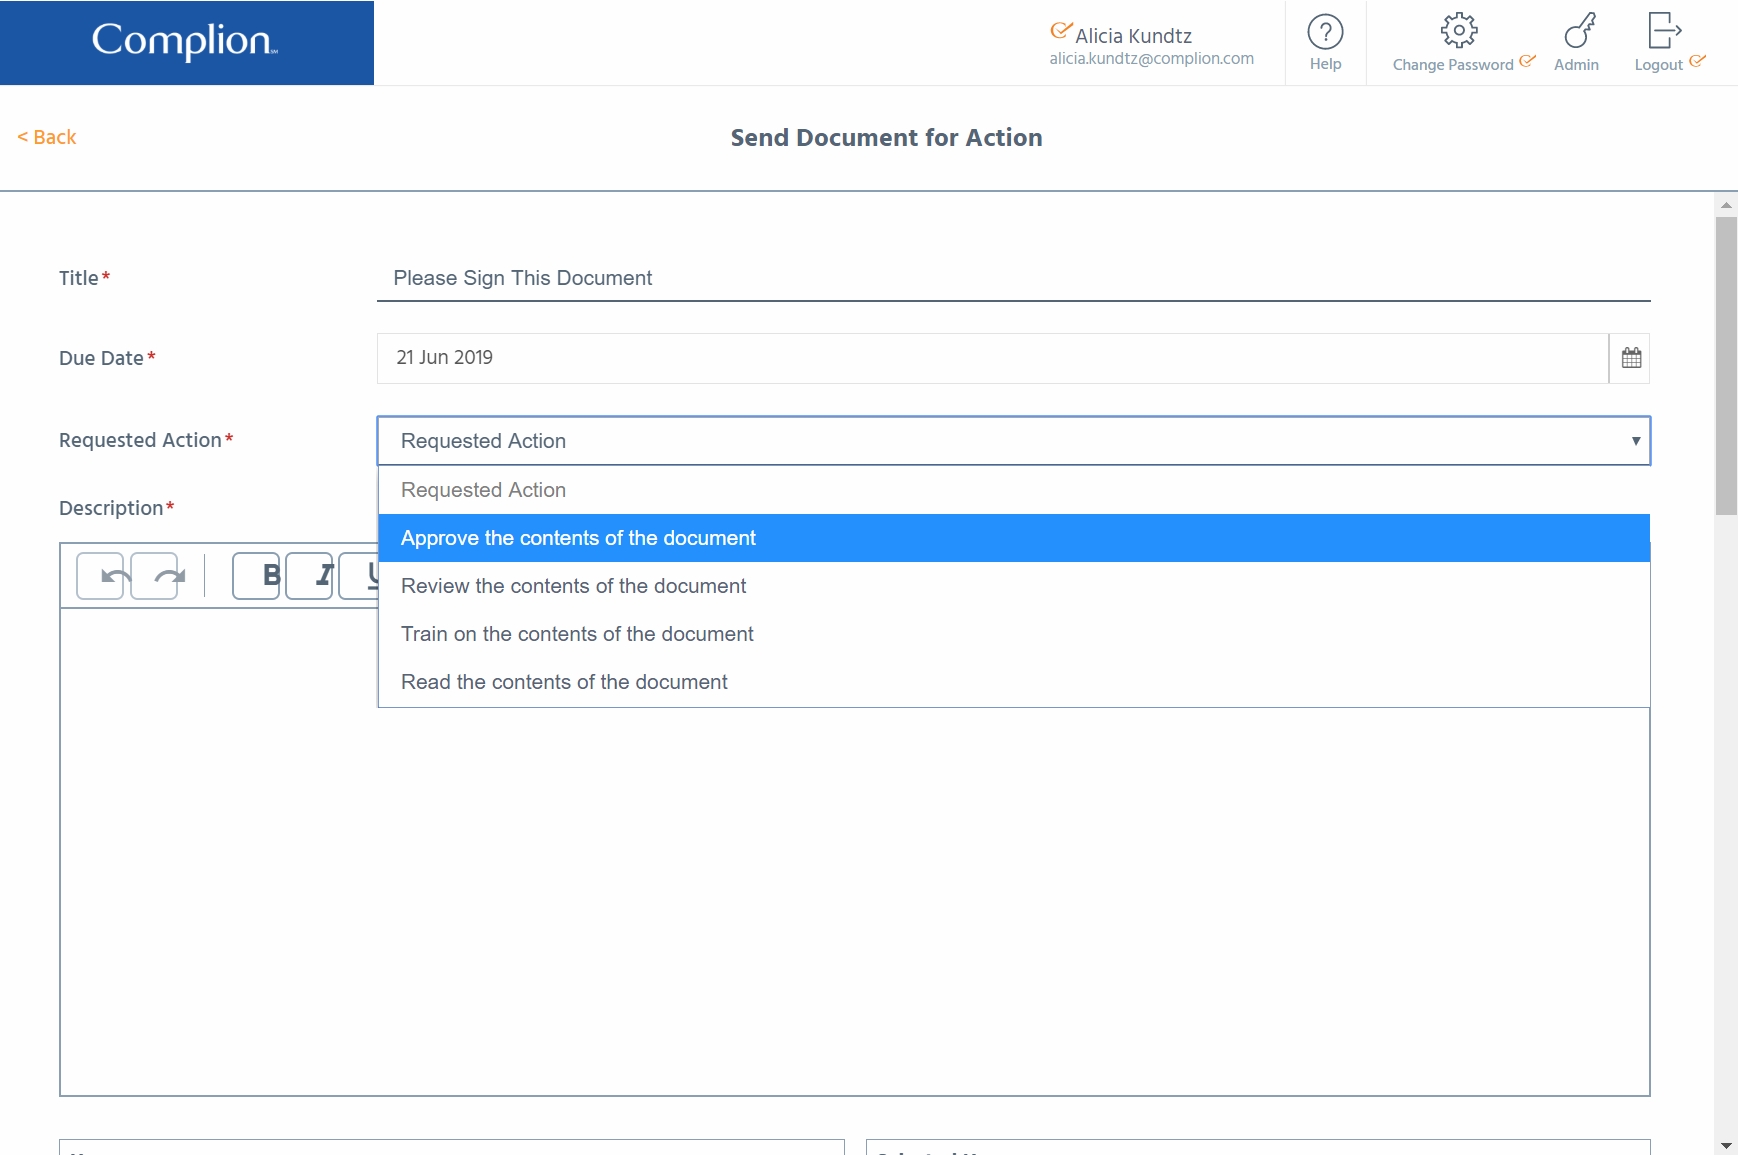 Complion
Alicia Kundtz
alicia.kundtz@complion.com
Help
Change Password
Admin
Logout
< Back
Send Document for Action
Title*
Please Sign This Document
Due Date*
21 Jun 2019
Requested Action*
Requested Action
Requested Action
Approve the contents of the document
Review the contents of the document
Train on the contents of the document
Read the contents of the document
Description*
B I U